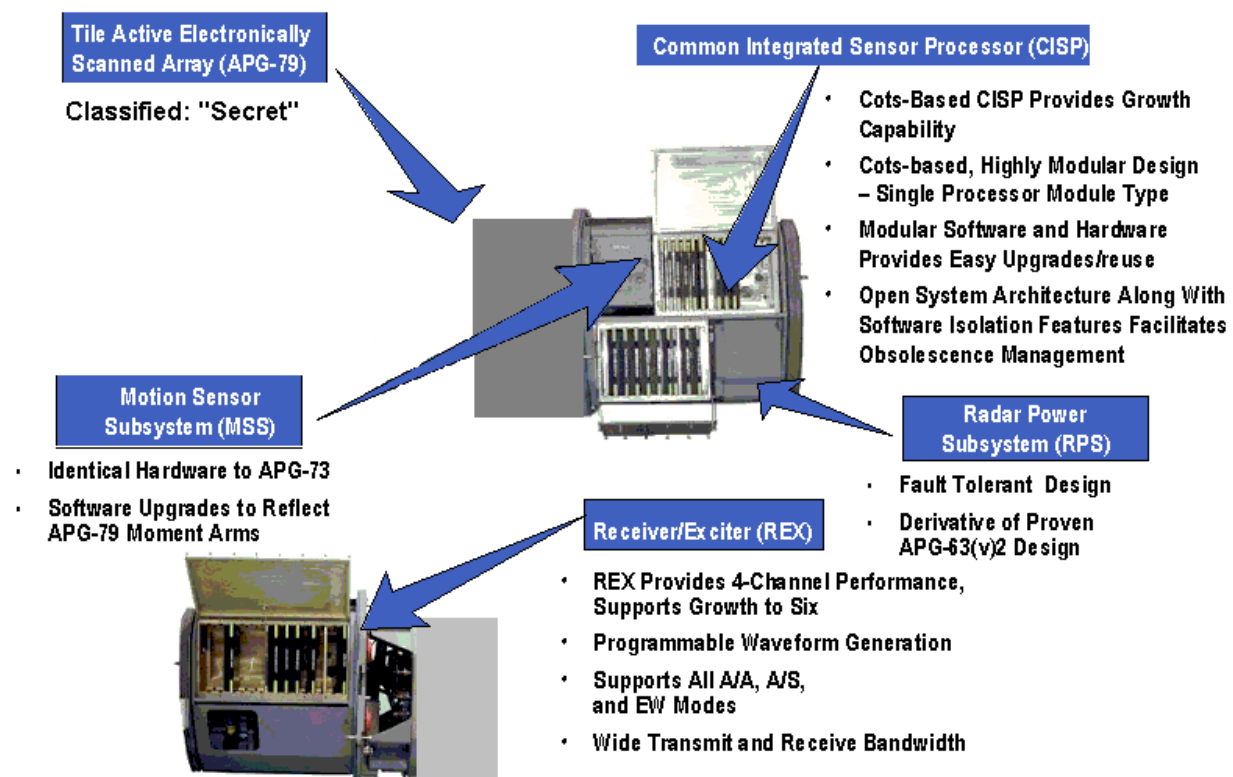 Tile Active Electronically
Scanned Array (APG-79)
Classified: "Secret"
Common Integrated Sensor Processor (CISP)
· Cots-Based CISP Provides Growth
Capability
· Cots-based, Highly Modular Design
– Single Processor Module Type
· Modular Software and Hardware
Provides Easy Upgrades/reuse
· Open System Architecture Along With
Software Isolation Features Facilitates
Obsolescence Management
Motion Sensor
Subsystem (MSS)
· Identical Hardware to APG-73
· Software Upgrades to Reflect
APG-79 Moment Arms
Radar Power
Subsystem (RPS)
· Fault Tolerant Design
· Derivative of Proven
APG-63(v)2 Design
Receiver/Exciter (REX)
· REX Provides 4-Channel Performance,
Supports Growth to Six
· Programmable Waveform Generation
· Supports All A/A, A/S,
and EW Modes
· Wide Transmit and Receive Bandwidth